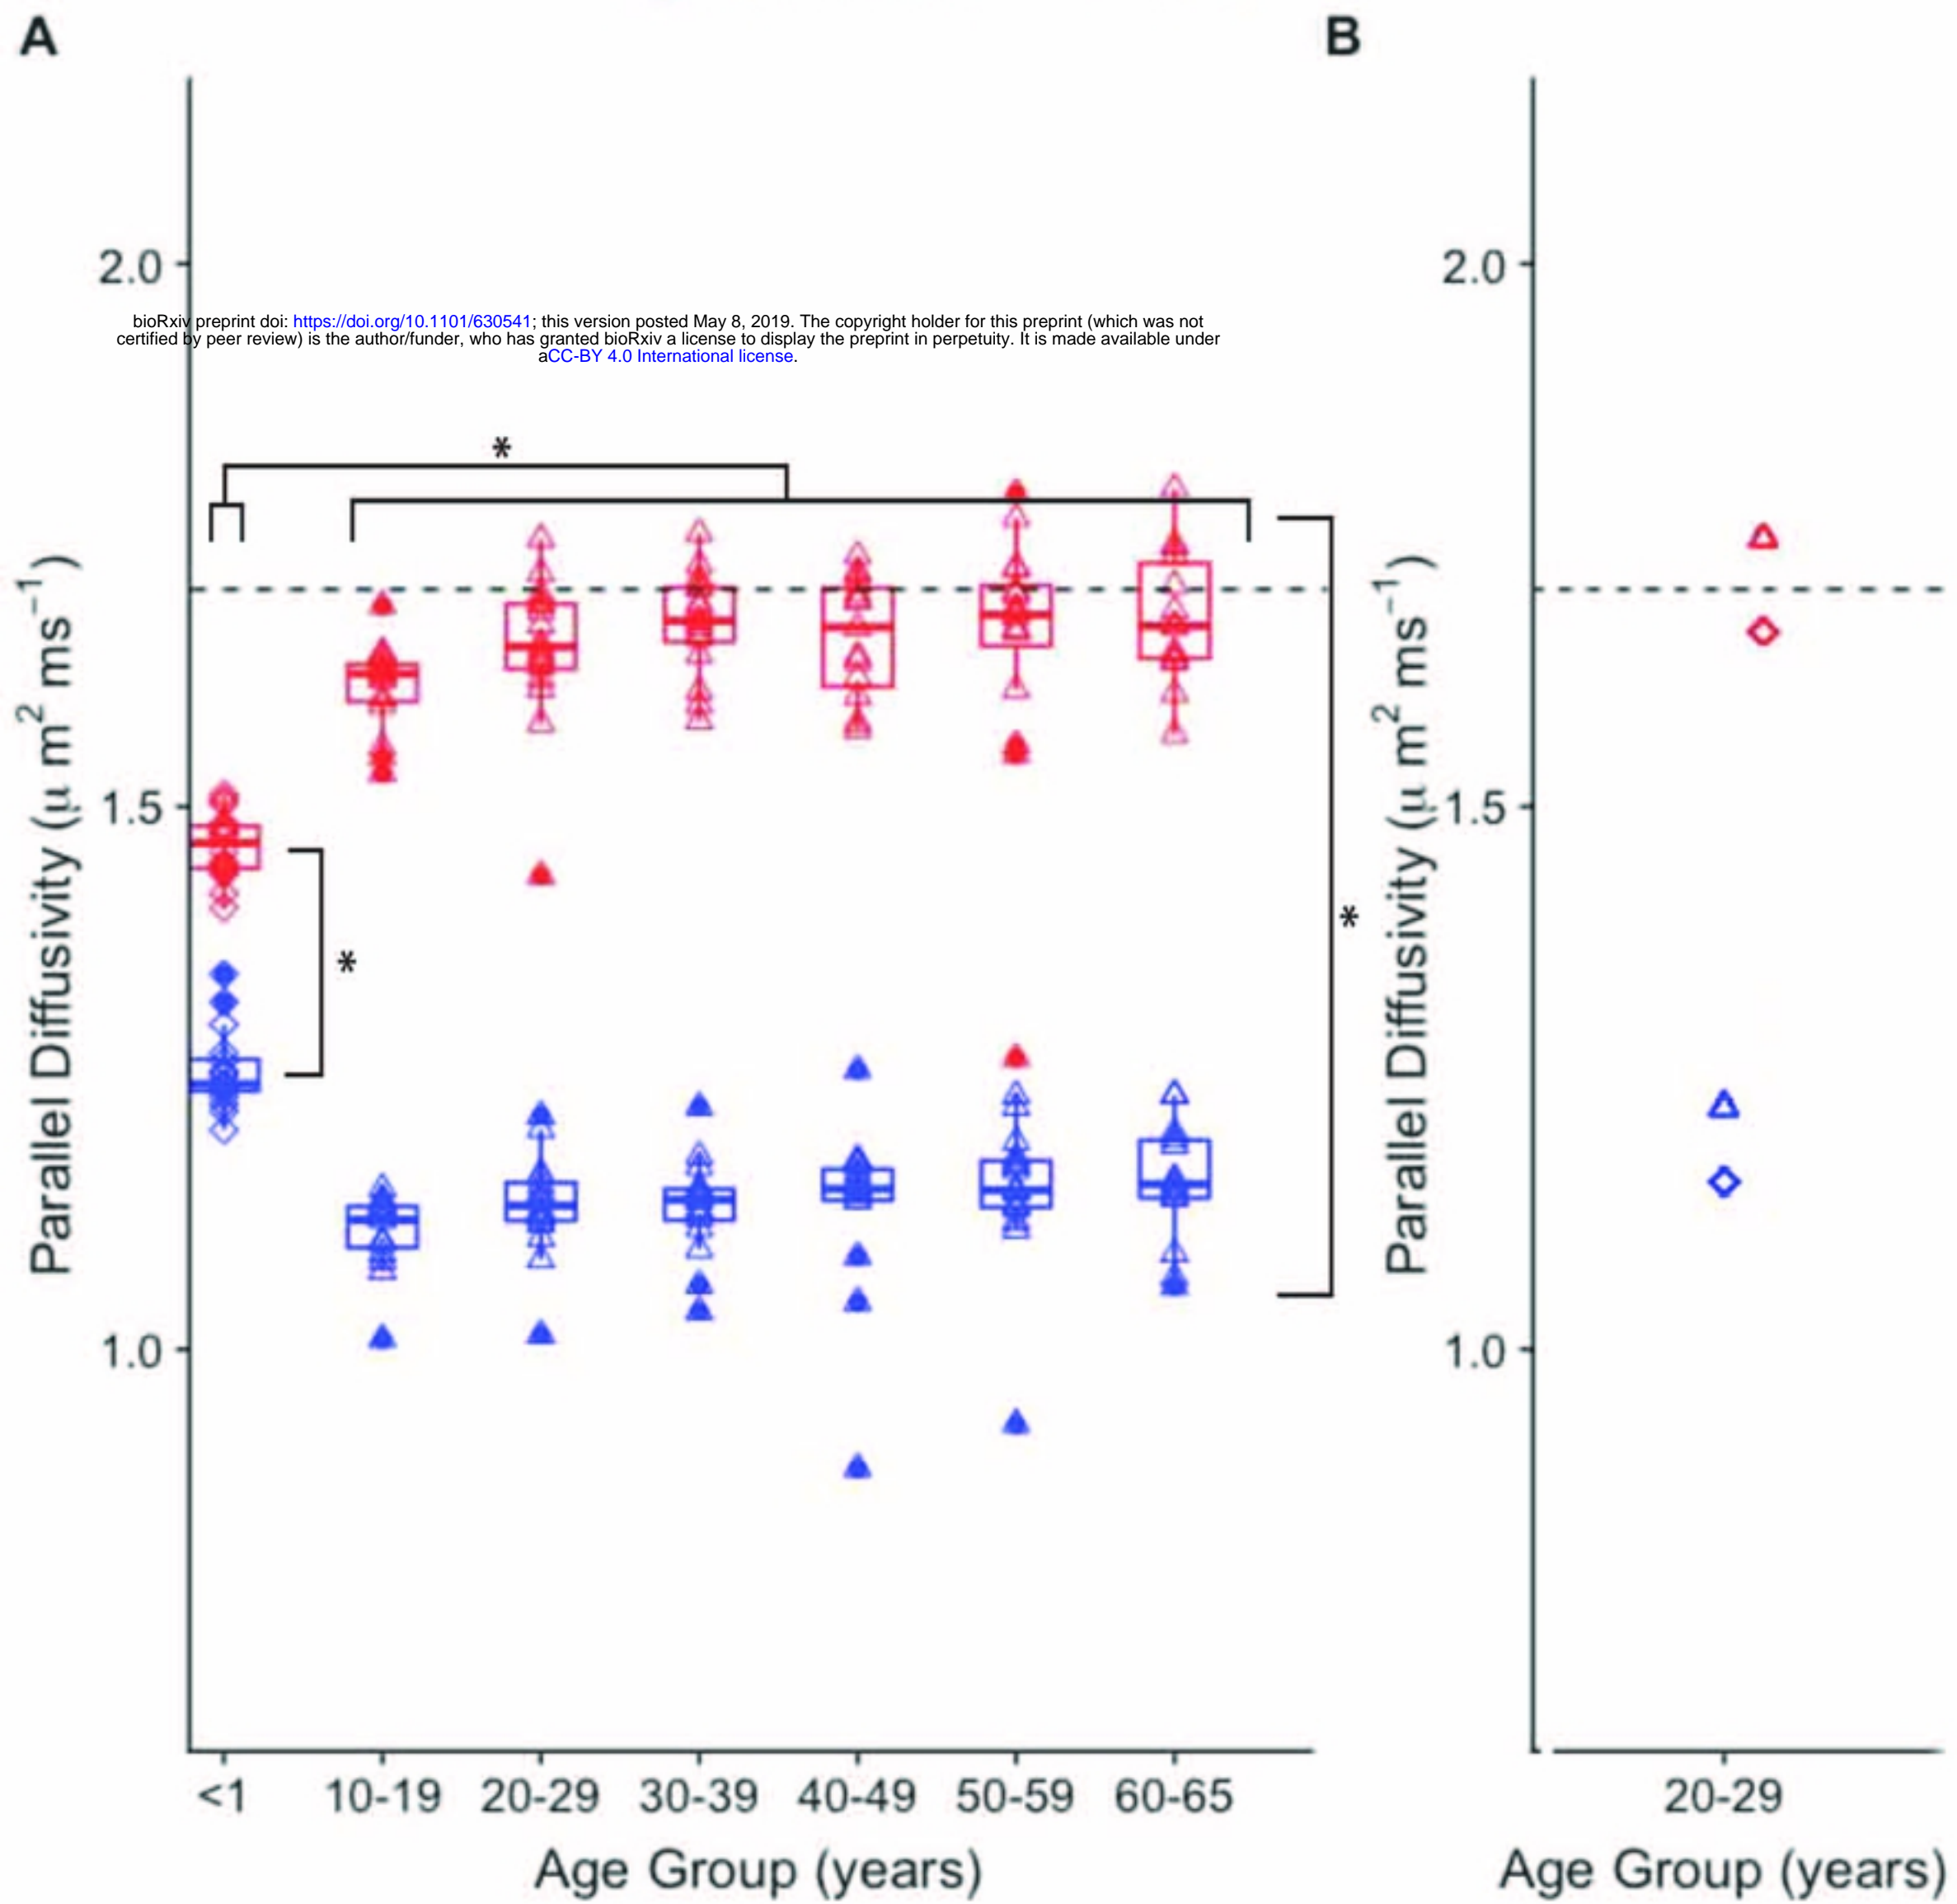 A
B
2.0
2.0
bioRxiv preprint doi: https://doi.org/10.1101/630541; this version posted May 8, 2019. The copyright holder for this preprint (which was not
certified by peer review) is the author/funder, who has granted bioRxiv a license to display the preprint in perpetuity. It is made available under
aCC-BY 4.0 International license.
*
*
*
Parallel Diffusivity (μ m² ms⁻¹)
Parallel Diffusivity (μ m² ms⁻¹)
1.5
1.5
1.0
1.0
<1 10-19 20-29 30-39 40-49 50-59 60-65
20-29
Age Group (years)
Age Group (years)